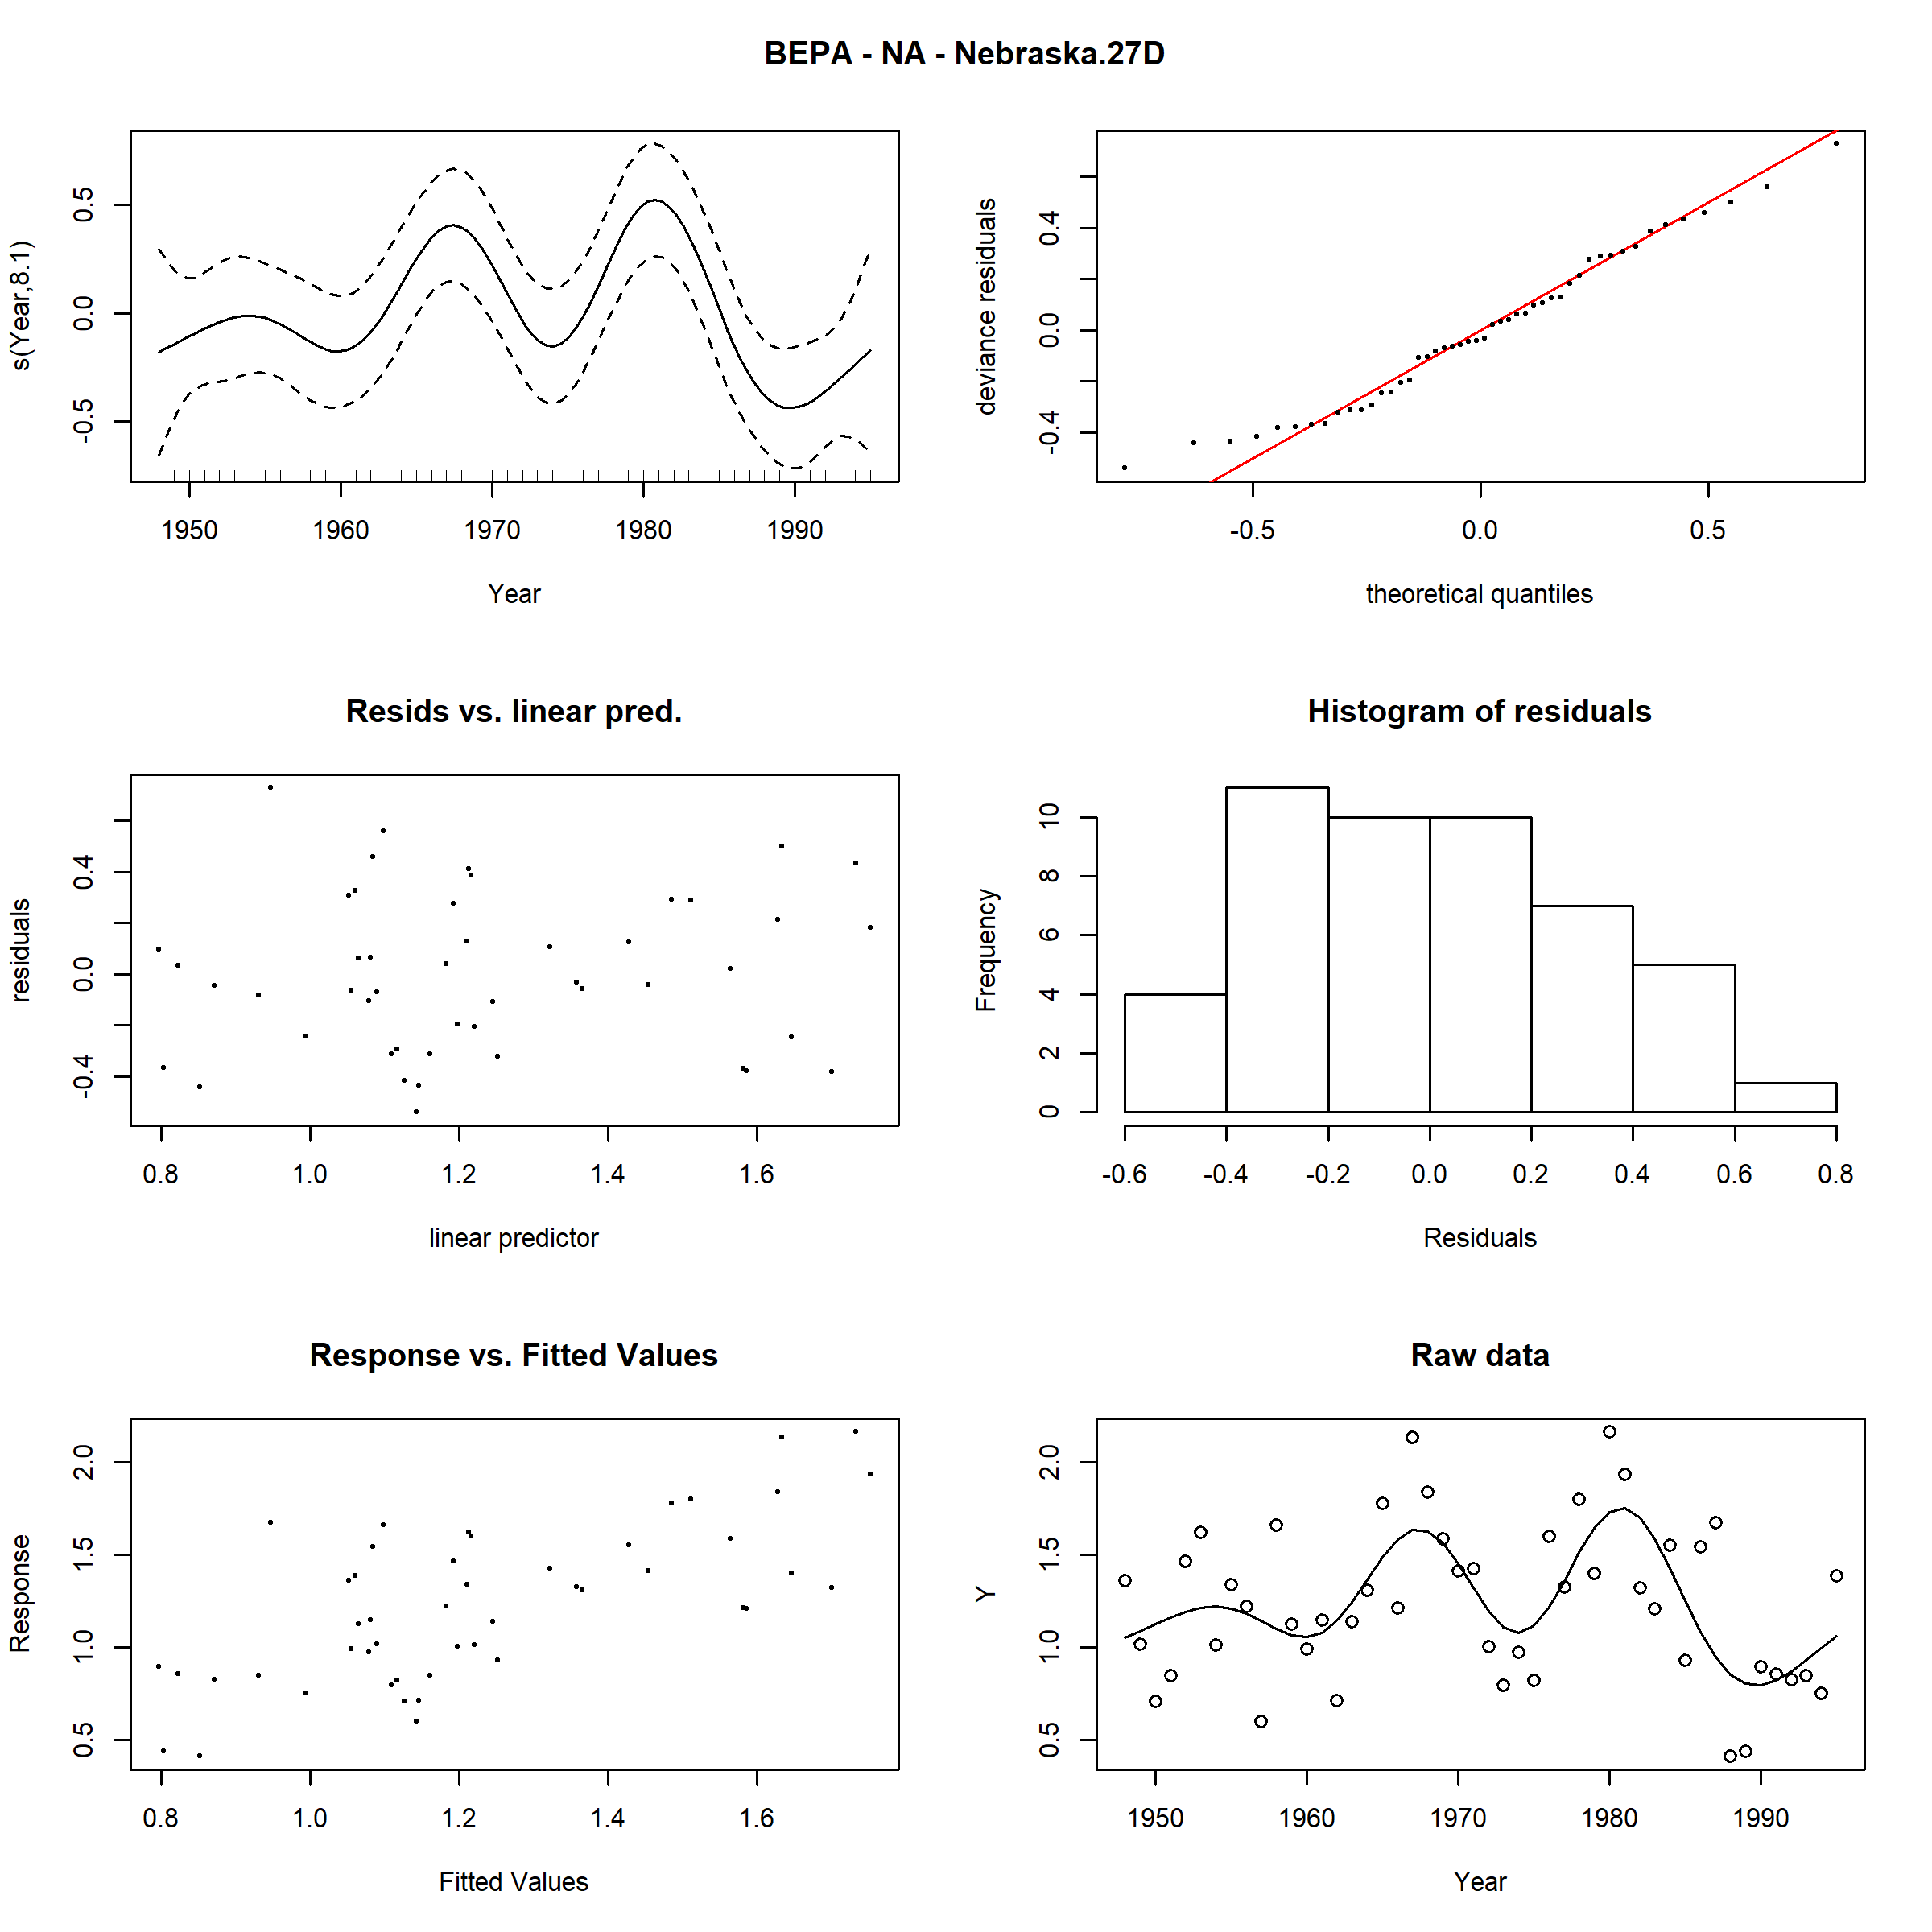 BEPA - NA - Nebraska.27D
s(Year,8.1)
0.5
0.0
-0.5
1950 1960 1970 1980 1990
Year
deviance residuals
0.4
0.0
-0.4
-0.5 0.0 0.5
theoretical quantiles
Resids vs. linear pred.
residuals
0.4
0.0
-0.4
0.8 1.0 1.2 1.4 1.6
linear predictor
Histogram of residuals
Frequency
10
8
6
4
2
0
-0.6 -0.4 -0.2 0.0 0.2 0.4 0.6 0.8
Residuals
Response vs. Fitted Values
Response
2.0
1.5
1.0
0.5
0.8 1.0 1.2 1.4 1.6
Fitted Values
Raw data
Y
2.0
1.5
1.0
0.5
1950 1960 1970 1980 1990
Year